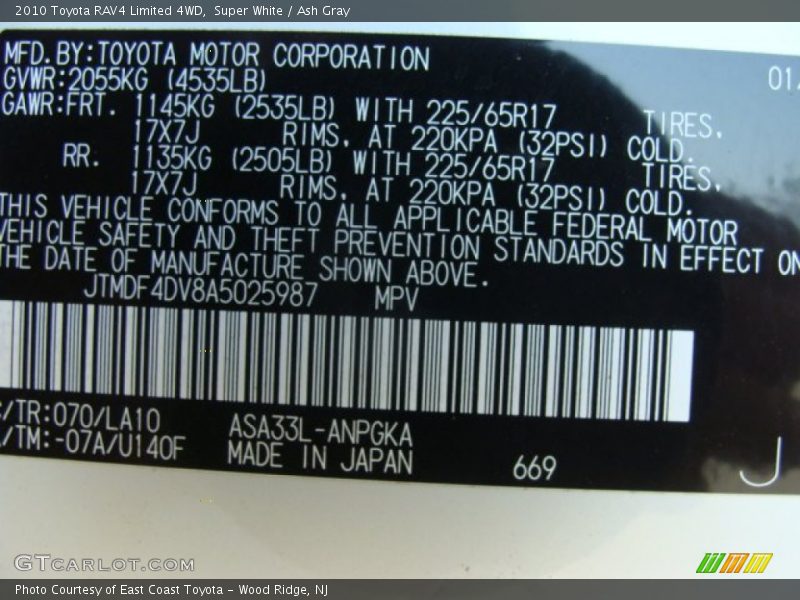 2010 Toyota RAV4 Limited 4WD, Super White / Ash Gray
MFD.BY:TOYOTA MOTOR CORPORATION 01
GVWR:2055KG (4535LB)
GAWR:FRT. 1145KG (2535LB) WITH 225/65R17 TIRES,
17X7J RIMS, AT 220KPA (32PSI) COLD.
RR. 1135KG (2505LB) WITH 225/65R17 TIRES,
17X7J RIMS, AT 220KPA (32PSI) COLD.
THIS VEHICLE CONFORMS TO ALL APPLICABLE FEDERAL MOTOR
VEHICLE SAFETY AND THEFT PREVENTION STANDARDS IN EFFECT ON
THE DATE OF MANUFACTURE SHOWN ABOVE.
JTMDF4DV8A5025987 MPV
/TR:070/LA10 ASA33L-ANPGKA
/TM:-07A/U140F MADE IN JAPAN 669
J
GTCARLOT.COM
Photo Courtesy of East Coast Toyota - Wood Ridge, NJ